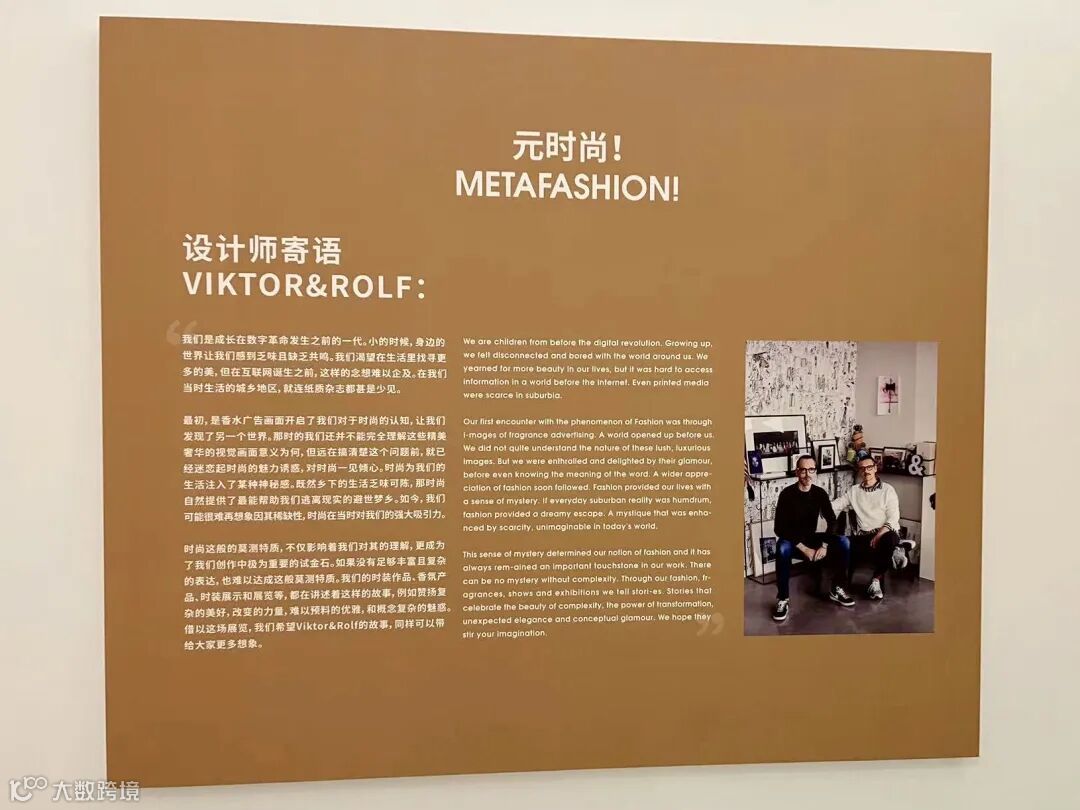 元时尚！
METAFASHION!
设计师寄语
VIKTOR&ROLF：
“
我们是成长在数字革命发生之前的一代。小的时候，身边的
世界让我们感到乏味且缺乏共鸣。我们渴望在生活里找寻更
多的美，但在互联网诞生之前，这样的念想难以企及。在我们
当时生活的城乡地区，就连纸质杂志都甚是少见。
最初，是香水广告画面开启了我们对于时尚的认知，让我们
发现了另一个世界。那时的我们还并不能完全理解这些精美
奢华的视觉画面意义为何，但远在搞清楚这个问题前，就已
经迷恋起时尚的魅力诱惑，对时尚一见倾心。时尚为我们的
生活注入了某种神秘感。既然乡下的生活乏味可陈，那时尚
自然提供了最能帮助我们逃离现实的避世梦乡。如今，我们
可能很难再想象因其稀缺性，时尚在当时对我们的强大吸引力。
时尚这般的莫测特质，不仅影响着我们对其的理解，更成为
了我们创作中极为重要的试金石。如果没有足够丰富且复杂
的表达，也难以达成这般莫测特质。我们的时装作品、香氛产
品、时装展示和展览等，都在讲述着这样的故事，例如赞扬复
杂的美好，改变的力量，难以预料的优雅，和概念复杂的魅惑。
借以这场展览，我们希望Viktor&Rolf的故事，同样可以带
给大家更多想象。
We are children from before the digital revolution. Growing up,
we felt disconnected and bored with the world around us. We
yearned for more beauty in our lives, but it was hard to access
information in a world before the Internet. Even printed media
were scarce in suburbia.
Our first encounter with the phenomenon of Fashion was through
i-mages of fragrance advertising. A world opened up before us.
We did not quite understand the nature of these lush, luxurious
images. But we were enthralled and delighted by their glamour,
before even knowing the meaning of the word. A wider appre-
ciation of fashion soon followed. Fashion provided our lives with
a sense of mystery. If everyday suburban reality was humdrum,
fashion provided a dreamy escape. A mystique that was enha-
nced by scarcity, unimaginable in today's world.
This sense of mystery determined our notion of fashion and it has
always rem-ained an important touchstone in our work. There
can be no mystery without complexity. Through our fashion, fr-
agrances, shows and exhibitions we tell stori-es. Stories that
celebrate the beauty of complexity, the power of transformation,
unexpected elegance and conceptual glamour. We hope they
stir your imagination.
”
&
大数跨境